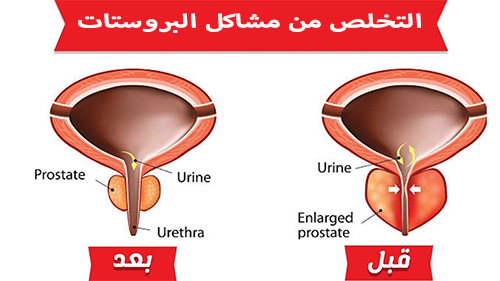 التخلص من مشاكل البروستات
Prostate
Urine
Urethra
Urine
Enlarged
prostate
بعد
قبل